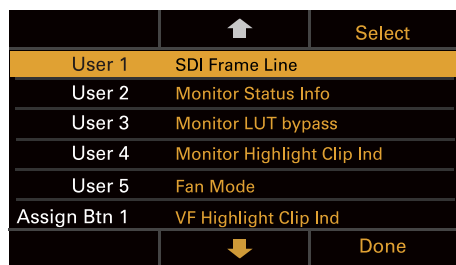 Select
User 1 SDI Frame Line
User 2 Monitor Status Info
User 3 Monitor LUT bypass
User 4 Monitor Highlight Clip Ind
User 5 Fan Mode
Assign Btn 1 VF Highlight Clip Ind
Done